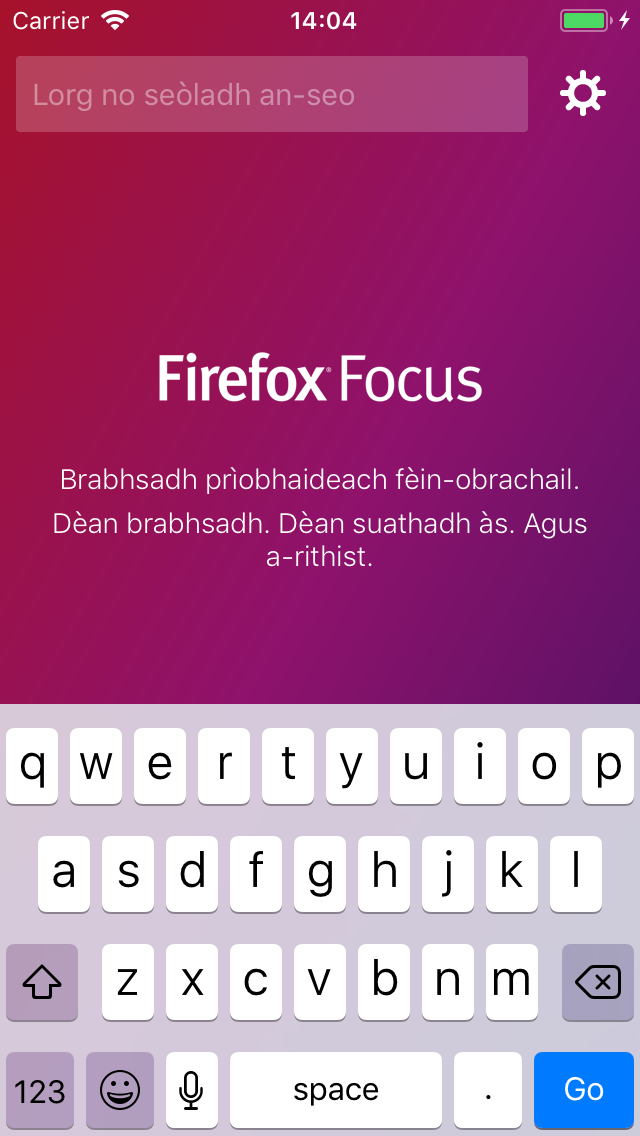 Carrier 14:04
Lorg no seòladh an-seo
Firefox® Focus
Brabhsadh prìobhaideach fèin-obrachail.
Dèan brabhsadh. Dèan suathadh às. Agus
a-rithist.
q w e r t y u i o p
a s d f g h j k l
z x c v b n m
123 space . Go